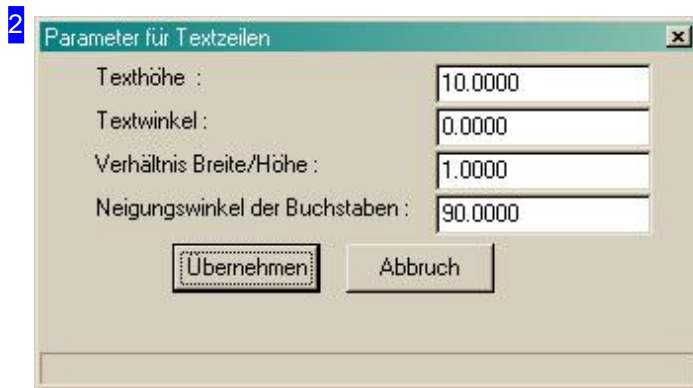 2
Parameter für Textzeilen
Texthöhe : 10.0000
Textwinkel : 0.0000
Verhältnis Breite/Höhe : 1.0000
Neigungswinkel der Buchstaben : 90.0000
Übernehmen Abbruch